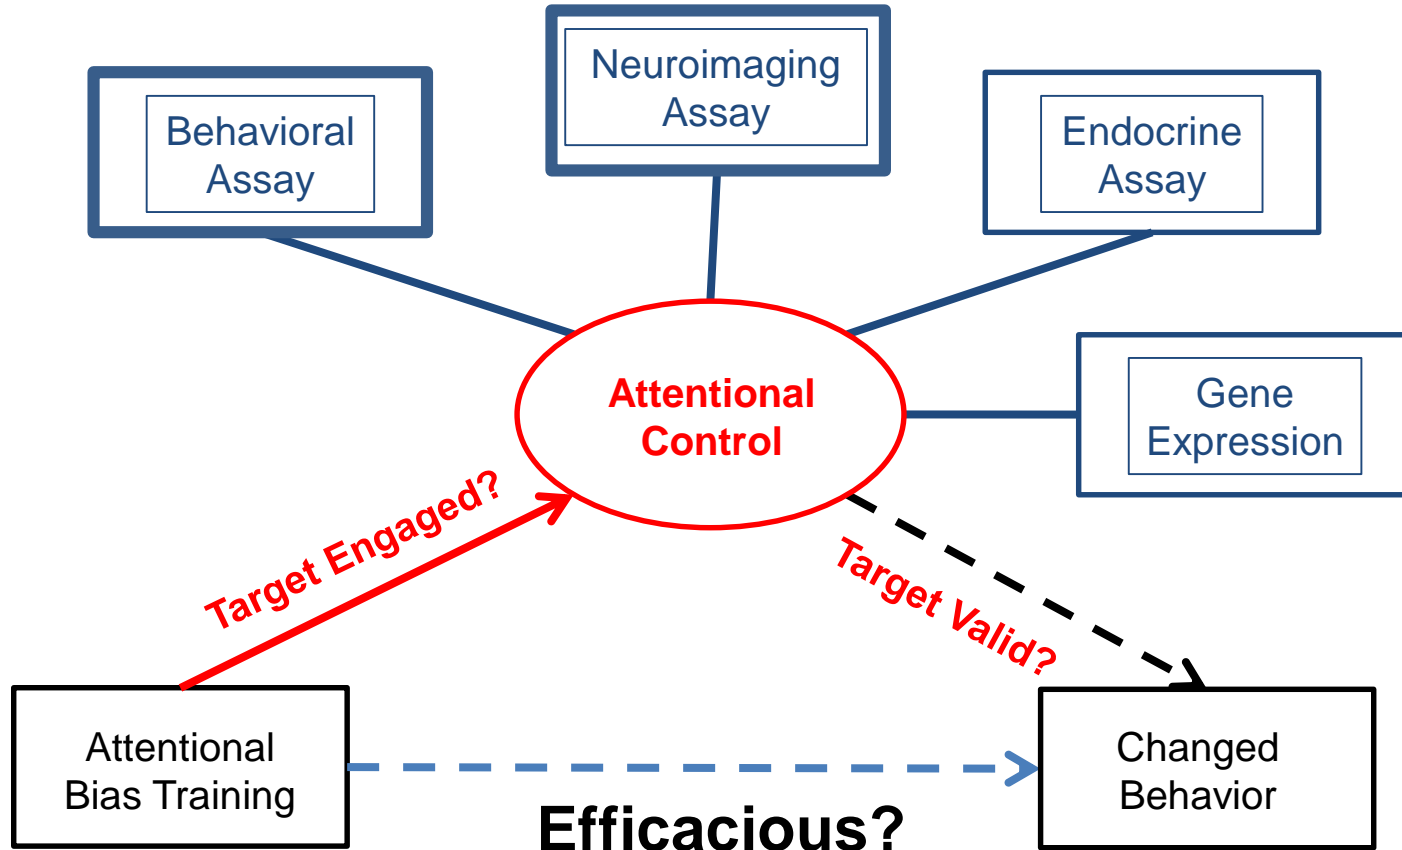 Neuroimaging
Assay
Behavioral
Assay
Endocrine
Assay
Attentional
Control
Gene
Expression
Target Engaged?
Target Valid?
Attentional
Bias Training
Changed
Behavior
Efficacious?